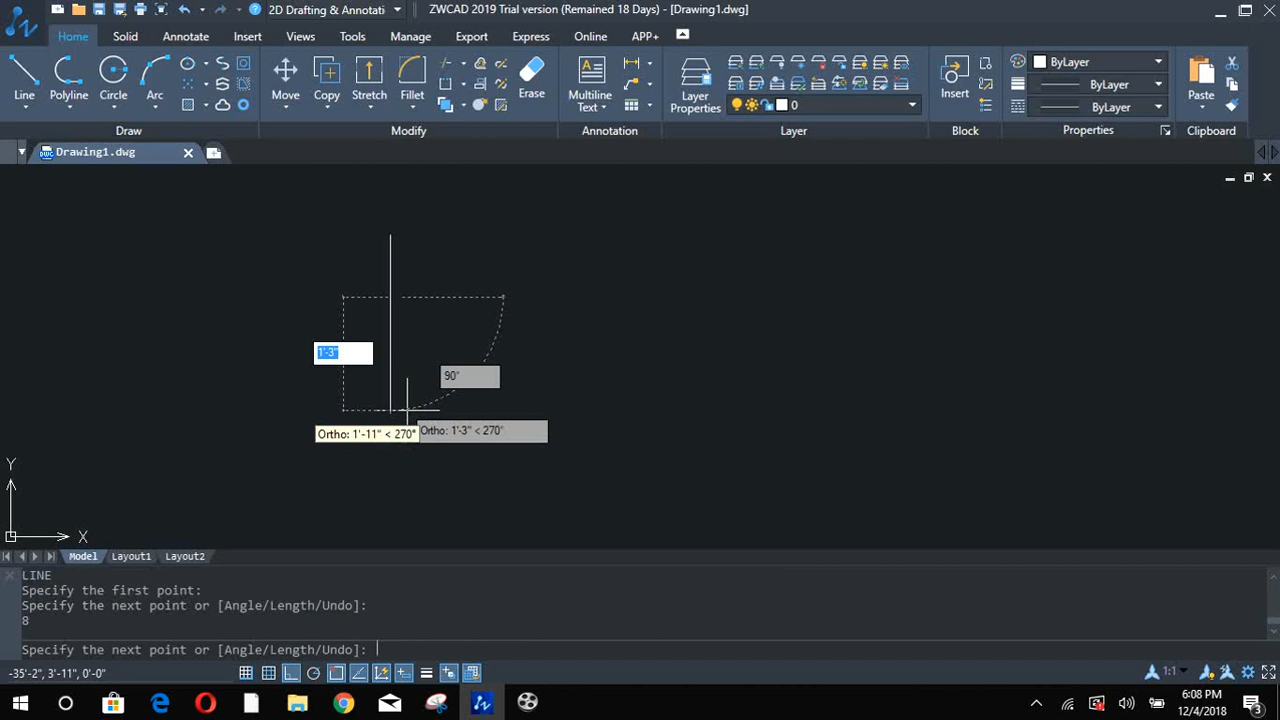 2D Drafting & Annotati
ZWCAD 2019 Trial version (Remained 18 Days) - [Drawing1.dwg]
Home Solid Annotate Insert Views Tools Manage Export Express Online APP+
Line Polyline Circle Arc Move Copy Stretch Fillet Erase Multiline Text Layer Properties 0 Insert ByLayer ByLayer ByLayer Paste
Draw Modify Annotation Layer Block Properties Clipboard
Drawing1.dwg
1'-3"
90°
Ortho: 1'-11" < 270°
Ortho: 1'-3" < 270°
Y
X
Model Layout1 Layout2
LINE
Specify the first point:
Specify the next point or [Angle/Length/Undo]:
8
Specify the next point or [Angle/Length/Undo]:
-35'-2", 3'-11", 0'-0"
1:1
6:08 PM
12/4/2018
3